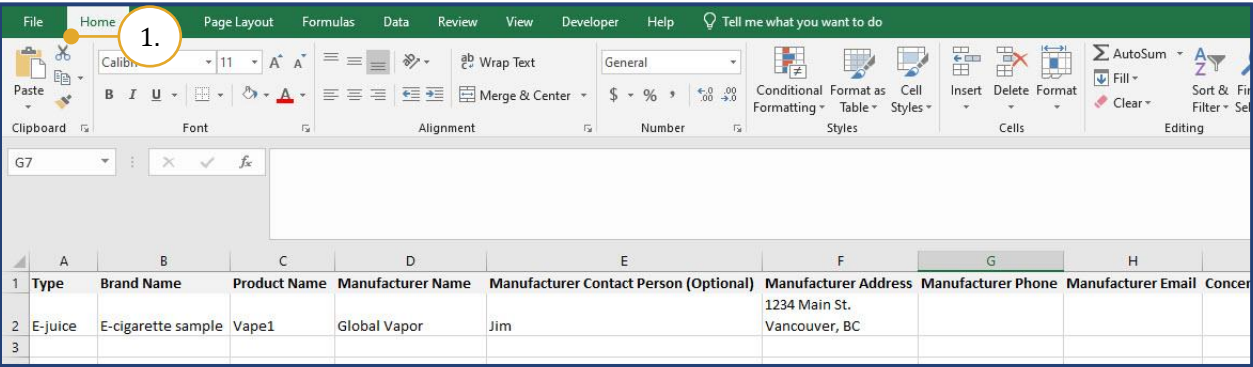 File Home Page Layout Formulas Data Review View Developer Help Tell me what you want to do
1.
11 A A Wrap Text General AutoSum
Fill
Paste B I U A Merge & Center $ % , .00 Conditional Format as Cell Insert Delete Format Sort &
Clear
Formatting Table Styles Filter
Clipboard Font Alignment Number Styles Cells Editing
G7 fx
A B C D E F G H
1 Type Brand Name Product Name Manufacturer Name Manufacturer Contact Person (Optional) Manufacturer Address Manufacturer Phone Manufacturer Email
1234 Main St.
2 E-juice E-cigarette sample Vape1 Global Vapor Jim Vancouver, BC
3